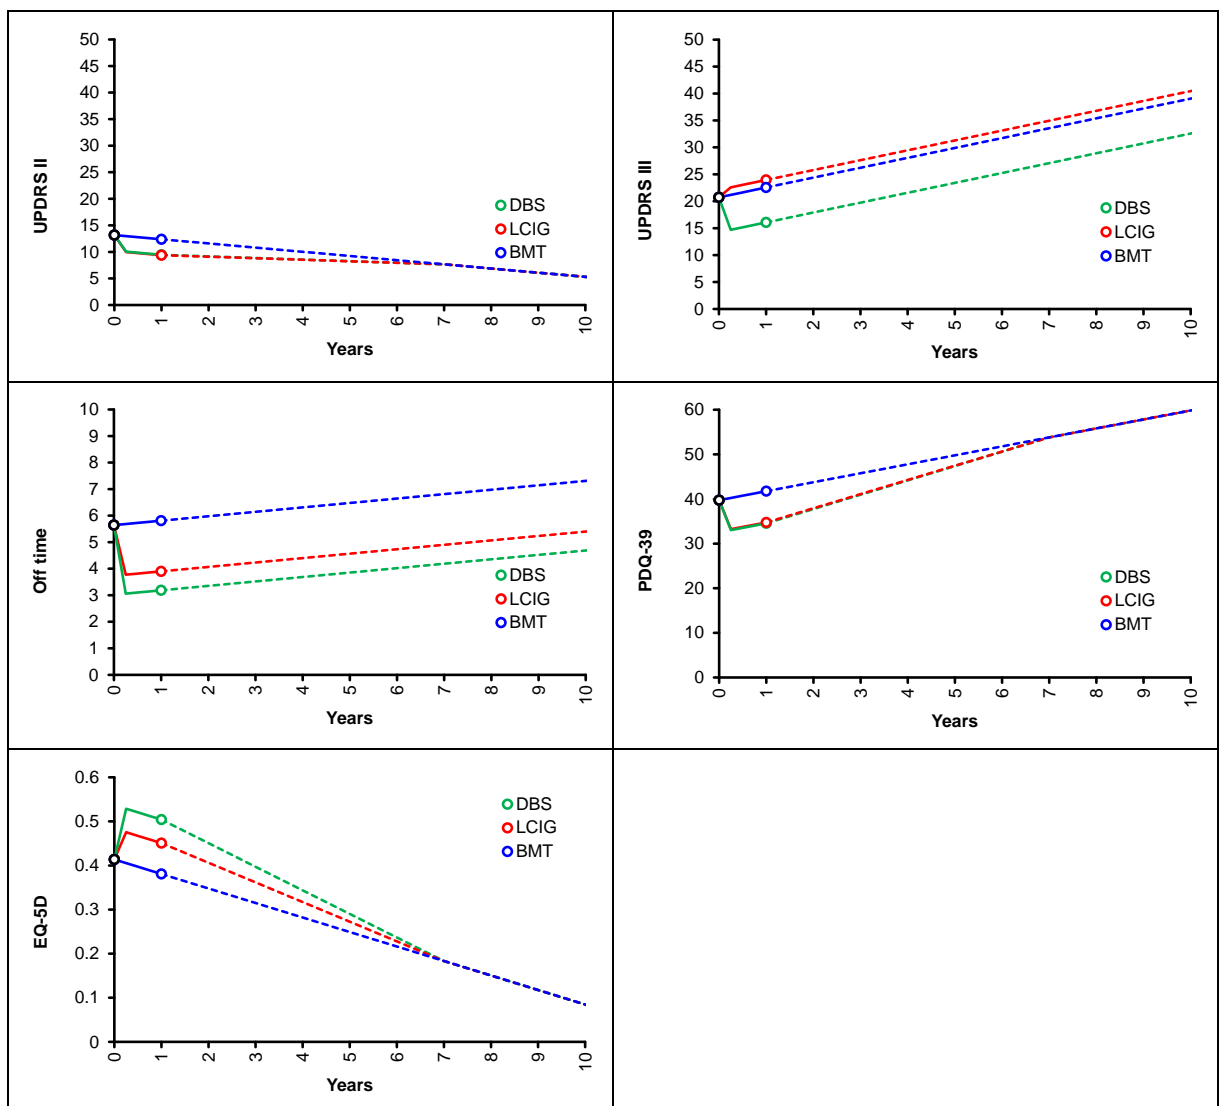 UPDRS II
50
45
40
35
30
25
20
15
10
5
0
DBS
LCIG
BMT
0 1 2 3 4 5 6 7 8 9 10
Years
UPDRS III
50
45
40
35
30
25
20
15
10
5
0
DBS
LCIG
BMT
0 1 2 3 4 5 6 7 8 9 10
Years
Off time
10
9
8
7
6
5
4
3
2
1
0
DBS
LCIG
BMT
0 1 2 3 4 5 6 7 8 9 10
Years
PDQ-39
60
50
40
30
20
10
0
DBS
LCIG
BMT
0 1 2 3 4 5 6 7 8 9 10
Years
EQ-5D
0.6
0.5
0.4
0.3
0.2
0.1
0
DBS
LCIG
BMT
0 1 2 3 4 5 6 7 8 9 10
Years